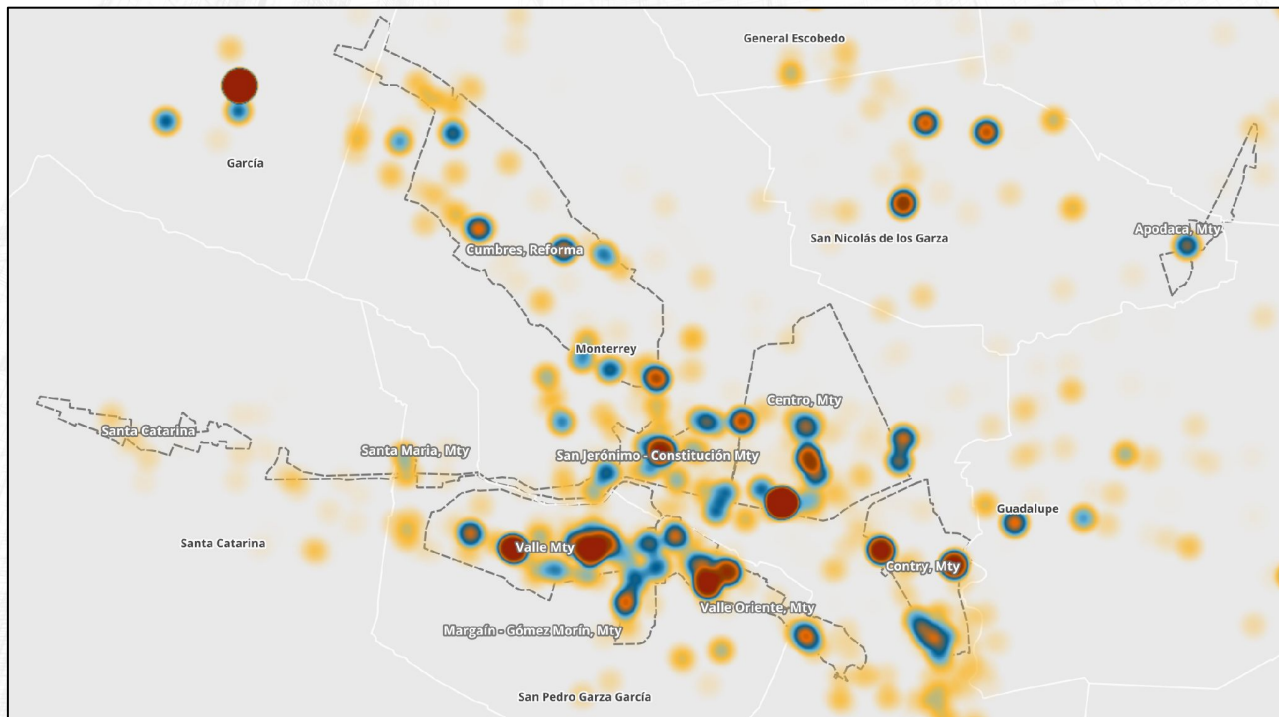 General Escobedo
García
Apodaca, Mty
San Nicolás de los Garza
Cumbres, Reforma
Monterrey
Centro, Mty
Santa Catarina
Santa Maria, Mty
San Jerónimo - Constitución Mty
Guadalupe
Santa Catarina
Valle Mty
Contry, Mty
Valle Oriente, Mty
Margaín - Gómez Morín, Mty
San Pedro Garza García